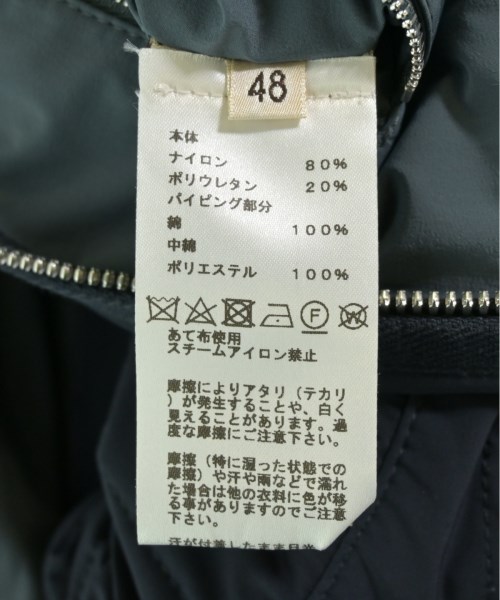 48
本体
ナイロン 80%
ポリウレタン 20%
パイピング部分
綿 100%
中綿
ポリエステル 100%
F W
あて布使用
スチームアイロン禁止
摩擦によりアタリ(テカリ
)が発生することや、白く
見えることがあります。過
度な摩擦にご注意下さい。
摩擦(特に湿った状態での
摩擦)や汗や雨などで濡れ
た場合は他の衣料に色が移
る事がありますのでご注意
下さい。
汗が付着した